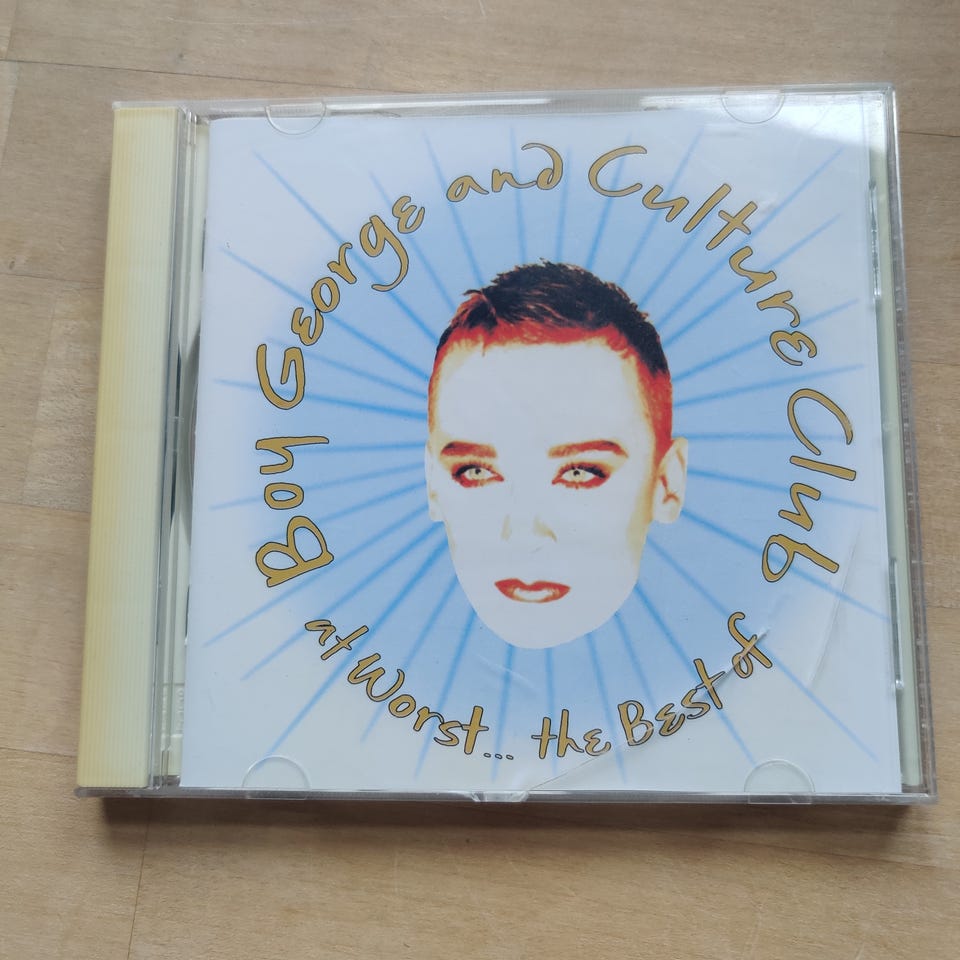 Boy George and Culture Club
at Worst... the Best of